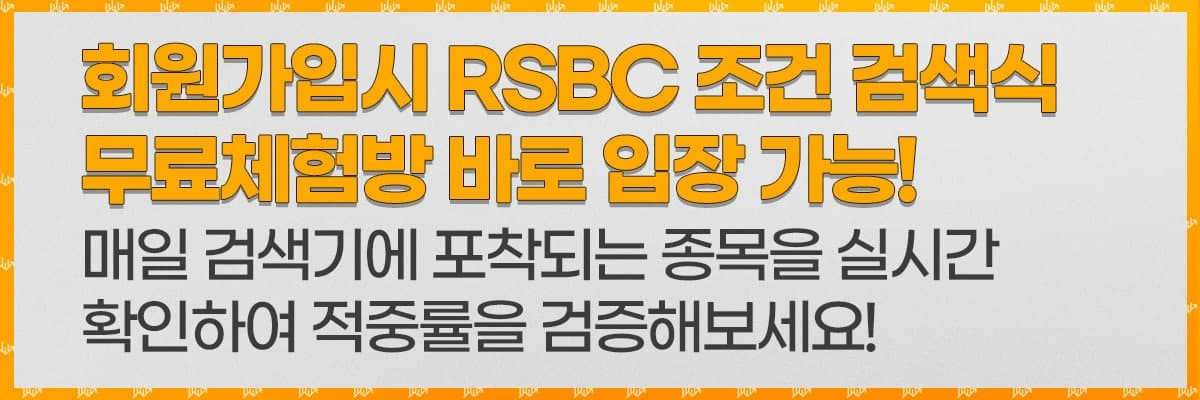 회원가입시 RSBC 조건 검색식
무료체험방 바로 입장 가능!
매일 검색기에 포착되는 종목을 실시간
확인하여 적중률을 검증해보세요!